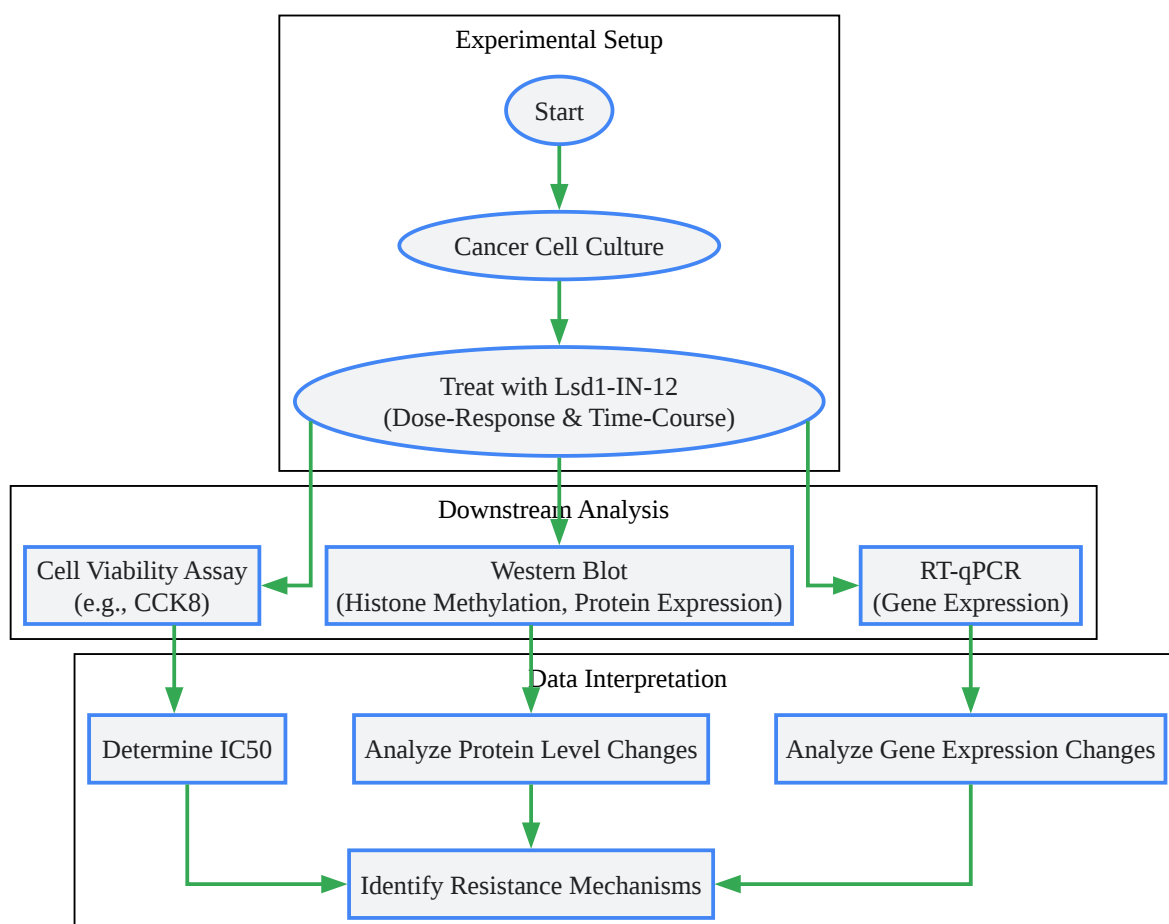 Experimental Setup
Start
Cancer Cell Culture
Treat with Lsd1-IN-12
(Dose-Response & Time-Course)
Downstream Analysis
Cell Viability Assay
(e.g., CCK8)
Western Blot
(Histone Methylation, Protein Expression)
RT-qPCR
(Gene Expression)
Data Interpretation
Determine IC50
Analyze Protein Level Changes
Analyze Gene Expression Changes
Identify Resistance Mechanisms